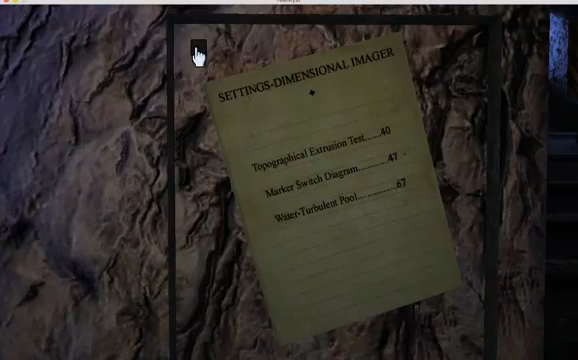 SETTINGS-DIMENSIONAL IMAGER
Topographical Extrusion Test......40
Marker Switch Diagram...........47
Water-Turbulent Pool...............67